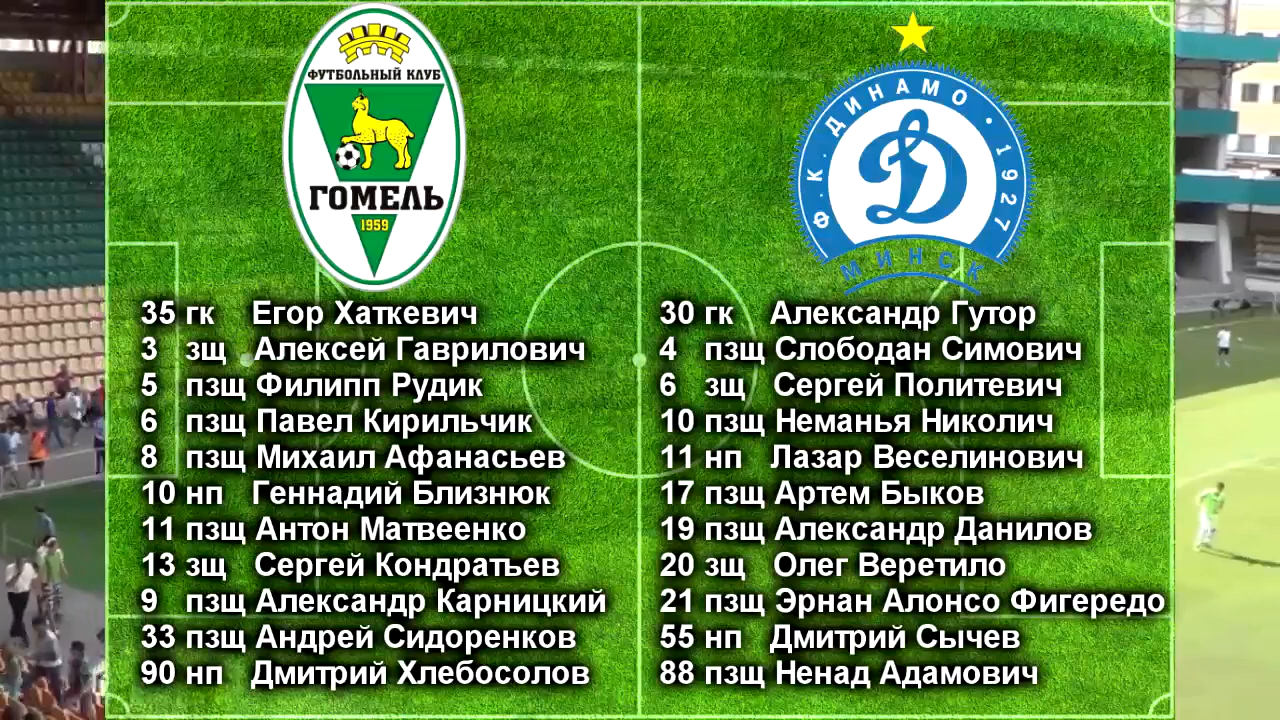 ФУТБОЛЬНЫЙ КЛУБ
ГОМЕЛЬ
1959
Ф.К. ДИНАМО • 1927
МИНСК
35 гк Егор Хаткевич
3 зщ Алексей Гаврилович
5 пзщ Филипп Рудик
6 пзщ Павел Кирильчик
8 пзщ Михаил Афанасьев
10 нп Геннадий Близнюк
11 пзщ Антон Матвеенко
13 зщ Сергей Кондратьев
9 пзщ Александр Карницкий
33 пзщ Андрей Сидоренков
90 нп Дмитрий Хлебосолов
30 гк Александр Гутор
4 пзщ Слободан Симович
6 зщ Сергей Политевич
10 пзщ Неманья Николич
11 нп Лазар Веселинович
17 пзщ Артем Быков
19 пзщ Александр Данилов
20 зщ Олег Веретило
21 пзщ Эрнан Алонсо Фигередо
55 нп Дмитрий Сычев
88 пзщ Ненад Адамович